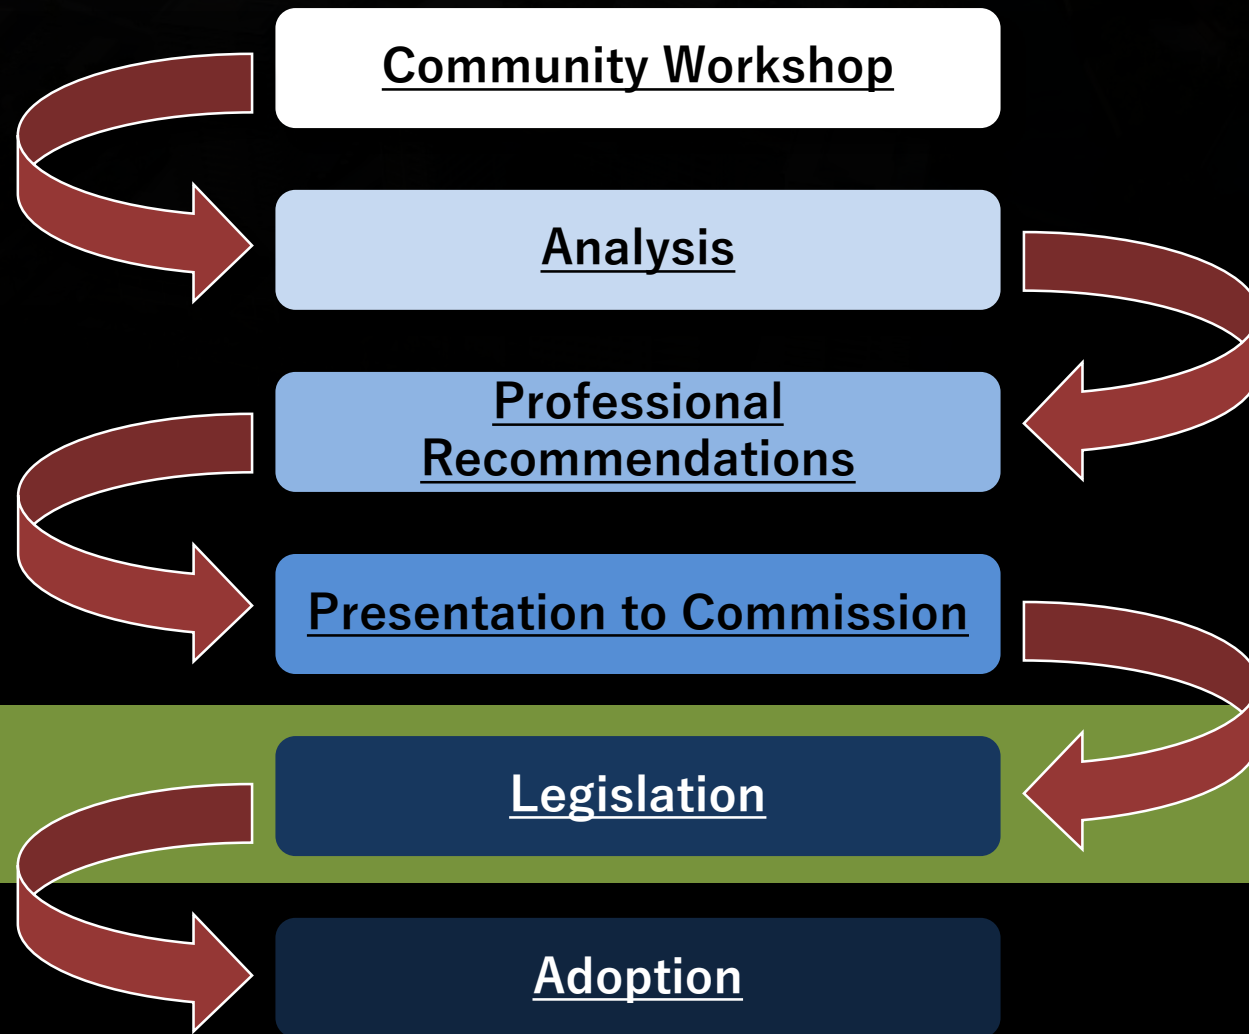 Community Workshop
Analysis
Professional
Recommendations
Presentation to Commission
Legislation
Adoption